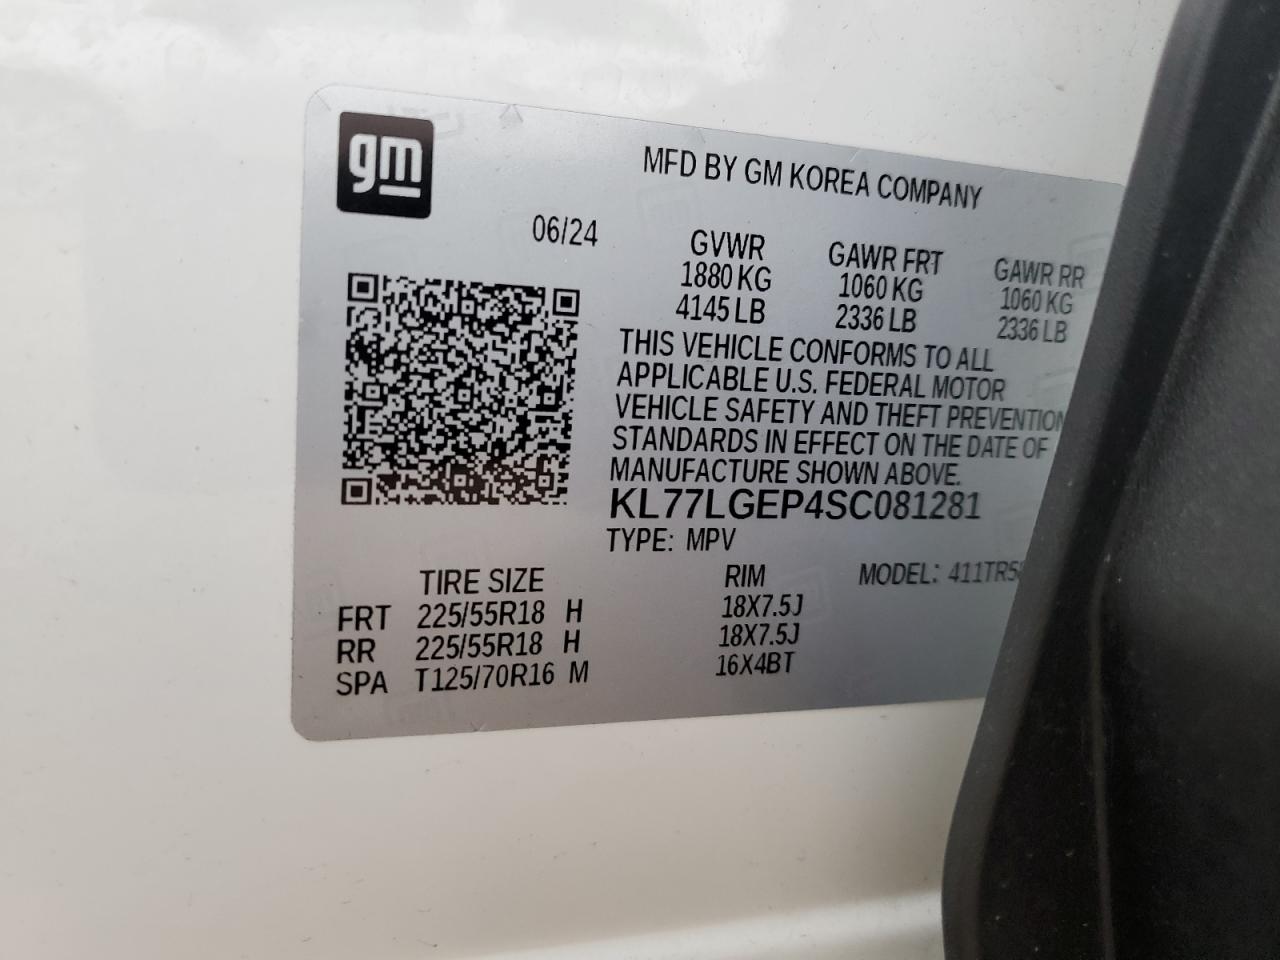 gm
MFD BY GM KOREA COMPANY
06/24
GVWR GAWR FRT GAWR RR
1880 KG 1060 KG 1060 KG
4145 LB 2336 LB 2336 LB
THIS VEHICLE CONFORMS TO ALL
APPLICABLE U.S. FEDERAL MOTOR
VEHICLE SAFETY AND THEFT PREVENTION
STANDARDS IN EFFECT ON THE DATE OF
MANUFACTURE SHOWN ABOVE.
KL77LGEP4SC081281
TYPE: MPV
MODEL:
TIRE SIZE RIM
FRT 225/55R18 H 18X7.5J
RR 225/55R18 H 18X7.5J
SPA T125/70R16 M 16X4BT